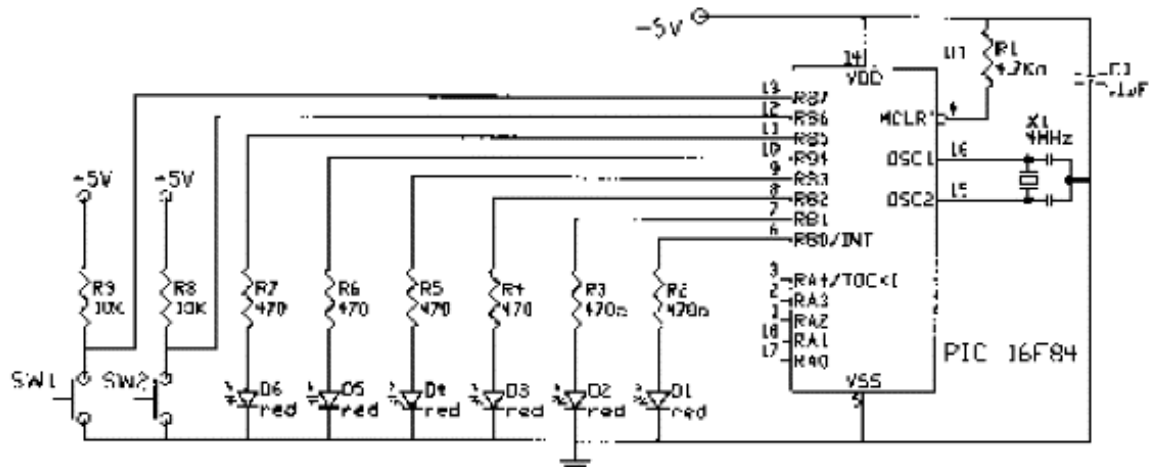 -5V
14
VDD
U1
R1
4.7K
C1
.1uF
13
RB7
12
RB6
11
RB5
10
RB4
9
RB3
8
RB2
7
RB1
6
RB0/INT
MCLR
4
X1
4MHz
OSC1
16
OSC2
15
-5V
-5V
R9
10K
R8
10K
R7
470
R6
470
R5
470
R4
470
R3
470
R2
470
3
RA4/TOCKI
2
RA3
1
RA2
18
RA1
17
RA0
PIC 16F84
VSS
5
SW1
SW2
D6
red
D5
red
D4
red
D3
red
D2
red
D1
red